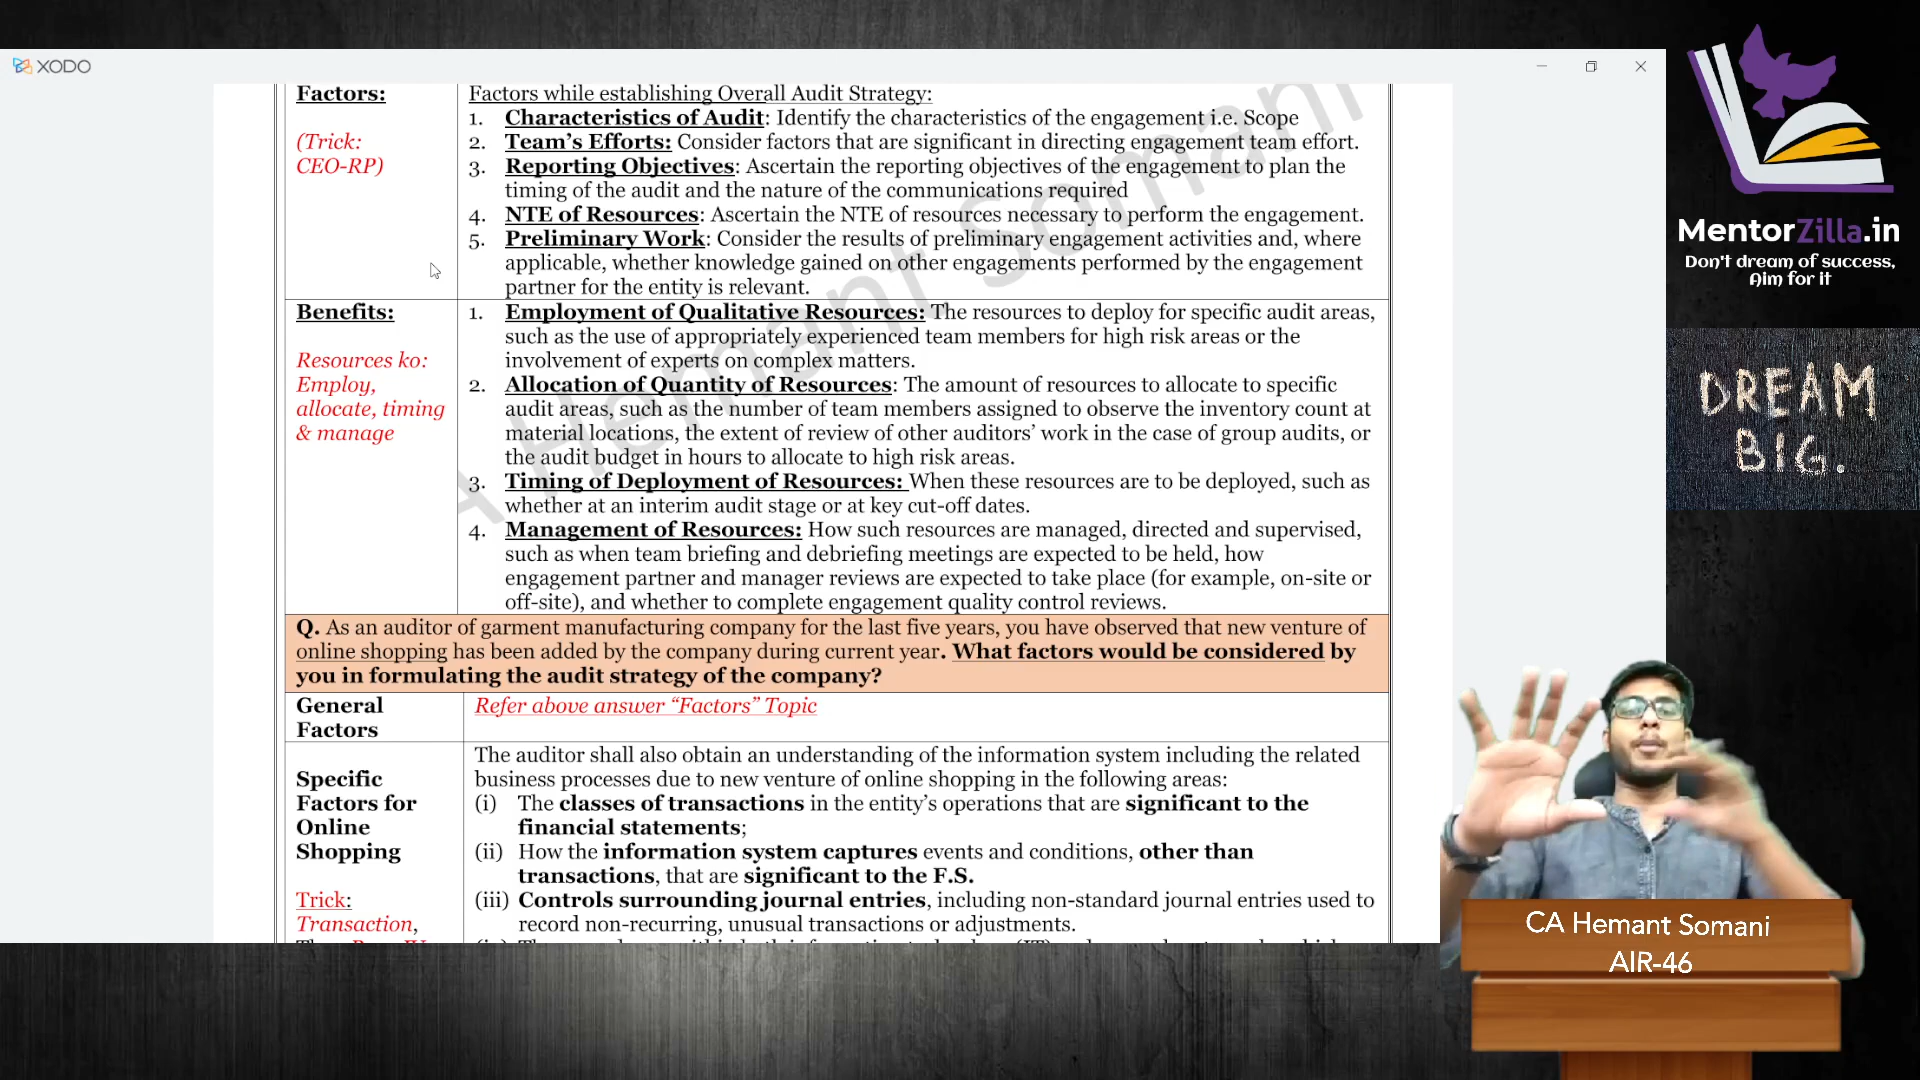 XODO
Factors:
(Trick:
CEO-RP)
Factors while establishing Overall Audit Strategy:
1. Characteristics of Audit: Identify the characteristics of the engagement i.e. Scope
2. Team's Efforts: Consider factors that are significant in directing engagement team effort.
3. Reporting Objectives: Ascertain the reporting objectives of the engagement to plan the
timing of the audit and the nature of the communications required
4. NTE of Resources: Ascertain the NTE of resources necessary to perform the engagement.
5. Preliminary Work: Consider the results of preliminary engagement activities and, where
applicable, whether knowledge gained on other engagements performed by the engagement
partner for the entity is relevant.
Benefits:
Resources ko:
Employ,
allocate, timing
& manage
1. Employment of Qualitative Resources: The resources to deploy for specific audit areas,
such as the use of appropriately experienced team members for high risk areas or the
involvement of experts on complex matters.
2. Allocation of Quantity of Resources: The amount of resources to allocate to specific
audit areas, such as the number of team members assigned to observe the inventory count at
material locations, the extent of review of other auditors' work in the case of group audits, or
the audit budget in hours to allocate to high risk areas.
3. Timing of Deployment of Resources: When these resources are to be deployed, such as
whether at an interim audit stage or at key cut-off dates.
4. Management of Resources: How such resources are managed, directed and supervised,
such as when team briefing and debriefing meetings are expected to be held, how
engagement partner and manager reviews are expected to take place (for example, on-site or
off-site), and whether to complete engagement quality control reviews.
Q. As an auditor of garment manufacturing company for the last five years, you have observed that new venture of
online shopping has been added by the company during current year. What factors would be considered by
you in formulating the audit strategy of the company?
General
Factors
Refer above answer "Factors" Topic
Specific
Factors for
Online
Shopping
Trick:
Transaction,
The auditor shall also obtain an understanding of the information system including the related
business processes due to new venture of online shopping in the following areas:
(i) The classes of transactions in the entity's operations that are significant to the
financial statements;
(ii) How the information system captures events and conditions, other than
transactions, that are significant to the F.S.
(iii) Controls surrounding journal entries, including non-standard journal entries used to
record non-recurring, unusual transactions or adjustments.
A Hemant Somani
MentorZilla.in
Don't dream of success,
Aim for it
DREAM
BIG.
CA Hemant Somani
AIR-46